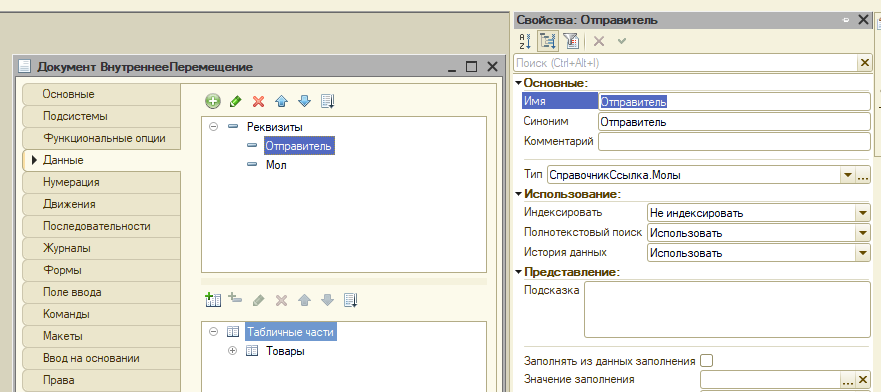 Свойства: Отправитель
Поиск (Ctrl+Alt+I)
Основные:
Имя Отправитель
Синоним Отправитель
Комментарий
Тип СправочникСсылка.Молы ...
Использование:
Индексировать Не индексировать
Полнотекстовый поиск Использовать
История данных Использовать
Представление:
Подсказка
Заполнять из данных заполнения
Значение заполнения ...
Документ ВнутреннееПеремещение
Основные
Подсистемы
Функциональные опции
Данные
Нумерация
Движения
Последовательности
Журналы
Формы
Поле ввода
Команды
Макеты
Ввод на основании
Права
Реквизиты
Отправитель
Мол
Табличные части
Товары